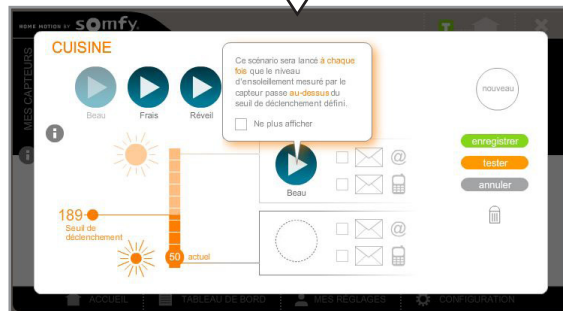 HOME MOTION BY somfy.
T
CUISINE
MES CAPTEURS
Ce scénario sera lancé à chaque
fois que le niveau
d'ensoleillement mesuré par le
capteur passe au-dessus du
seuil de déclenchement défini.
Ne plus afficher
Beau
Frais
Réveil
nouveau
i
i
@
Beau
@
enregistrer
tester
annuler
189
Seuil de
déclenchement
50 actuel
ACCUEIL
TABLEAU DE BORD
MES RÉGLAGES
CONFIGURATION